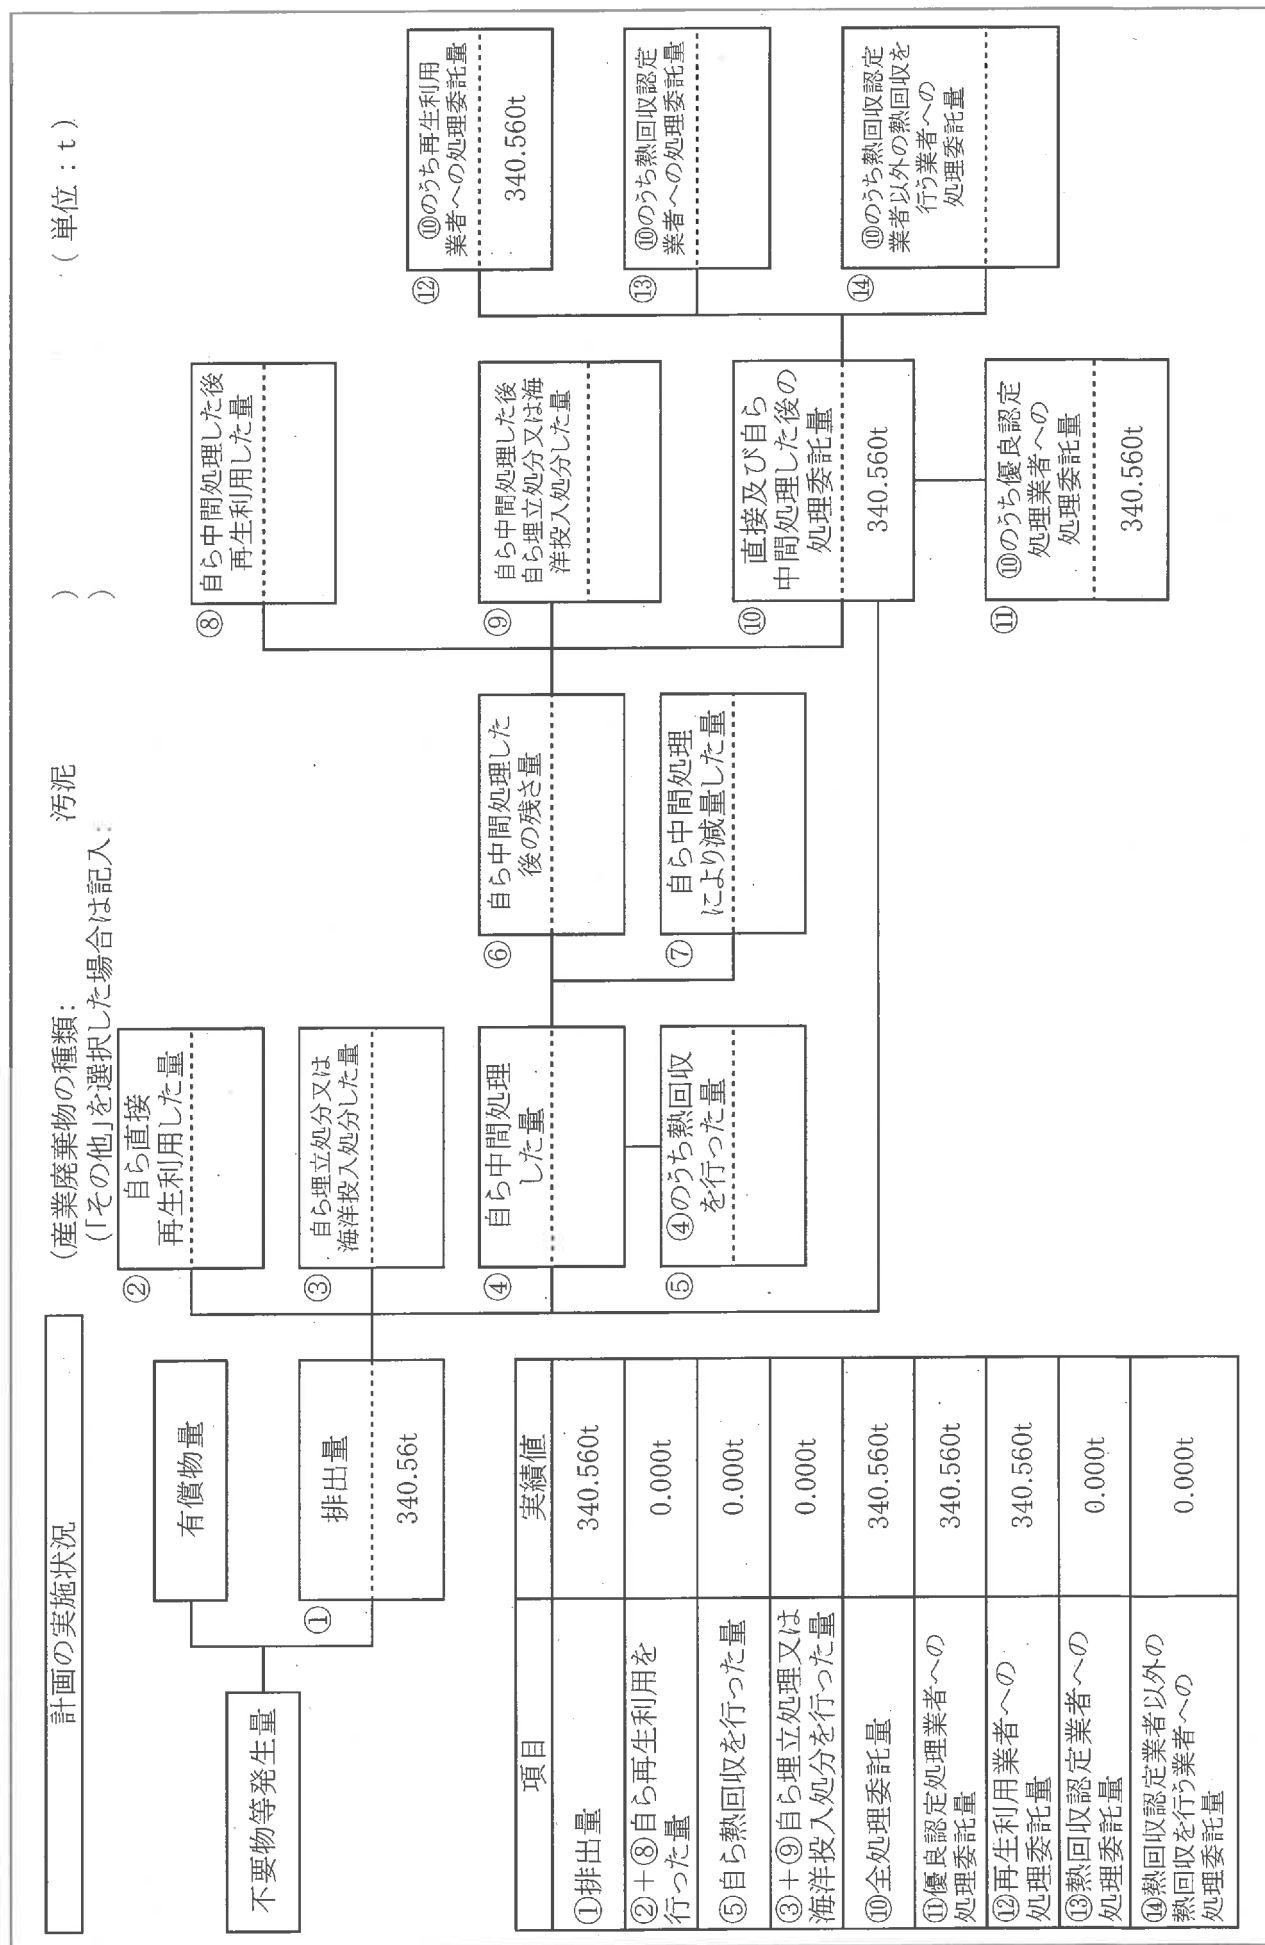 計画の実施状況
(産業廃棄物の種類: 汚泥 )
(「その他」を選択した場合は記入: )
(単位:t)
不要物等発生量
有償物量
①
排出量
340.56t
②
自ら直接
再生利用した量
③
自ら埋立処分又は
海洋投入処分した量
④
自ら中間処理
した量
⑤
④のうち熱回収
を行った量
⑥
自ら中間処理した
後の残さ量
⑦
自ら中間処理
により減量した量
⑧
自ら中間処理した後
再生利用した量
⑨
自ら中間処理した後
自ら埋立処分又は海
洋投入処分した量
⑩
直接及び自ら
中間処理した後の
処理委託量
340.560t
⑪
⑩のうち優良認定
処理業者への
処理委託量
340.560t
⑫
⑩のうち再生利用
業者への処理委託量
340.560t
⑬
⑩のうち熱回収認定
業者への処理委託量
⑭
⑩のうち熱回収認定
業者以外の熱回収を
行う業者への
処理委託量
項目 実績値
①排出量 340.560t
②+⑧自ら再生利用を
行った量 0.000t
⑤自ら熱回収を行った量 0.000t
③+⑨自ら埋立処理又は
海洋投入処分を行った量 0.000t
⑩全処理委託量 340.560t
⑪優良認定処理業者への
処理委託量 340.560t
⑫再生利用業者への
処理委託量 340.560t
⑬熱回収認定業者への
処理委託量 0.000t
⑭熱回収認定業者以外の
熱回収を行う業者への
処理委託量 0.000t